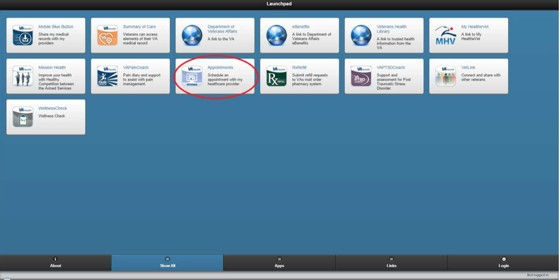 Launchpad
Mobile Blue Button
Share my medical
records with my
providers
Summary of Care
Veterans can access
elements of their VA
medical record
Department of
Veterans Affairs
A link to the VA
eBenefits
A link to Department of
Veterans Affairs
eBenefits
Veterans Health
Library
A link to trusted health
information from the
VA
MHV
My HealtheVet
A link to My
HealtheVet
Improve your health
with Healthy
Competition between
the Armed Services
VAPainCoach
Pain diary and support
to assist with pain
management
Appointments
Schedule an
appointment with my
healthcare provider
Rx
RxRefill
Submit refill requests
to VAs mail order
pharmacy system
VAPTSDCoach
Support and
assessment for Post
Traumatic Stress
Disorder
VetLink
Connect and share with
other veterans
WellnessCheck
Wellness Check
About
Show All
Apps
Links
Login